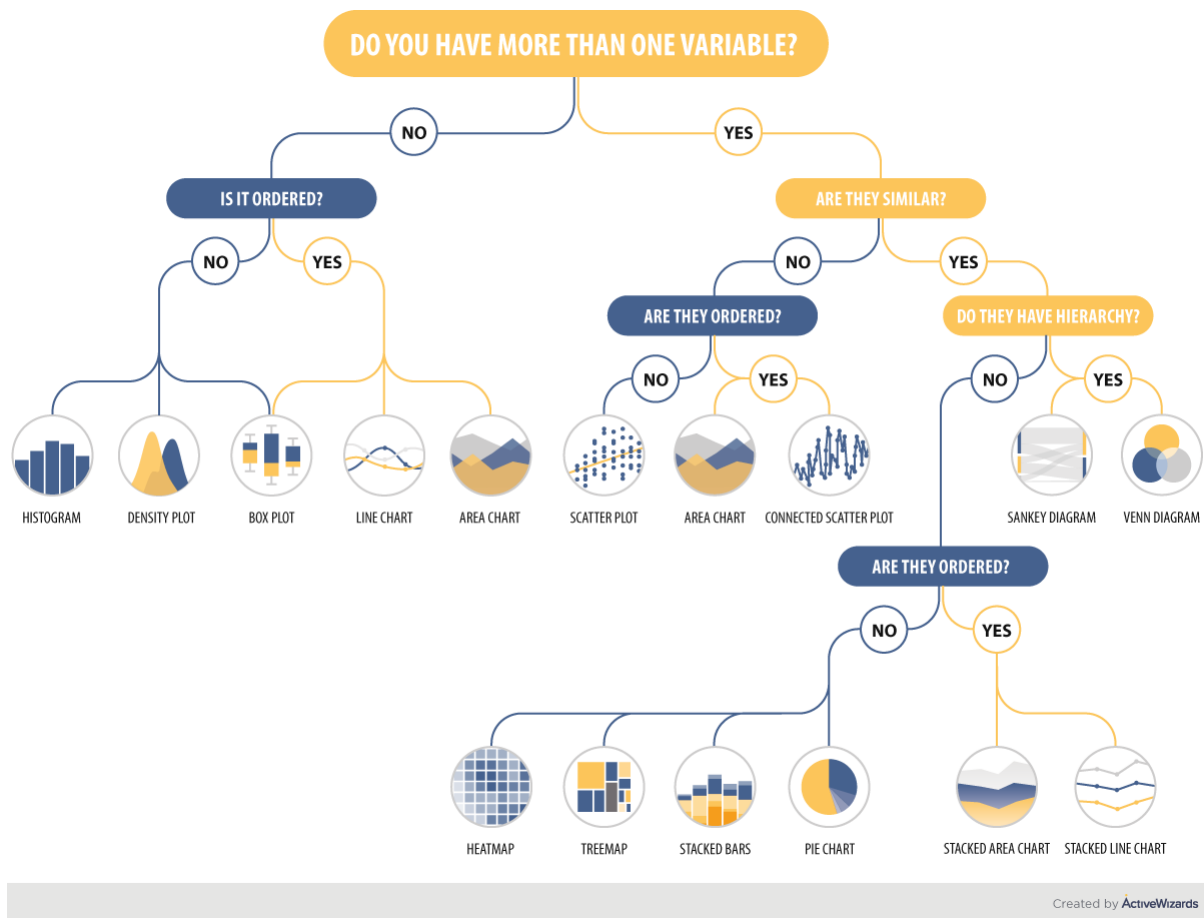 DO YOU HAVE MORE THAN ONE VARIABLE?
NO
YES
IS IT ORDERED?
ARE THEY SIMILAR?
NO
YES
NO
YES
ARE THEY ORDERED?
DO THEY HAVE HIERARCHY?
NO
YES
NO
YES
HISTOGRAM
DENSITY PLOT
BOX PLOT
LINE CHART
AREA CHART
SCATTER PLOT
AREA CHART
CONNECTED SCATTER PLOT
SANKEY DIAGRAM
VENN DIAGRAM
ARE THEY ORDERED?
NO
YES
HEATMAP
TREEMAP
STACKED BARS
PIE CHART
STACKED AREA CHART
STACKED LINE CHART
Created by ActiveWizards